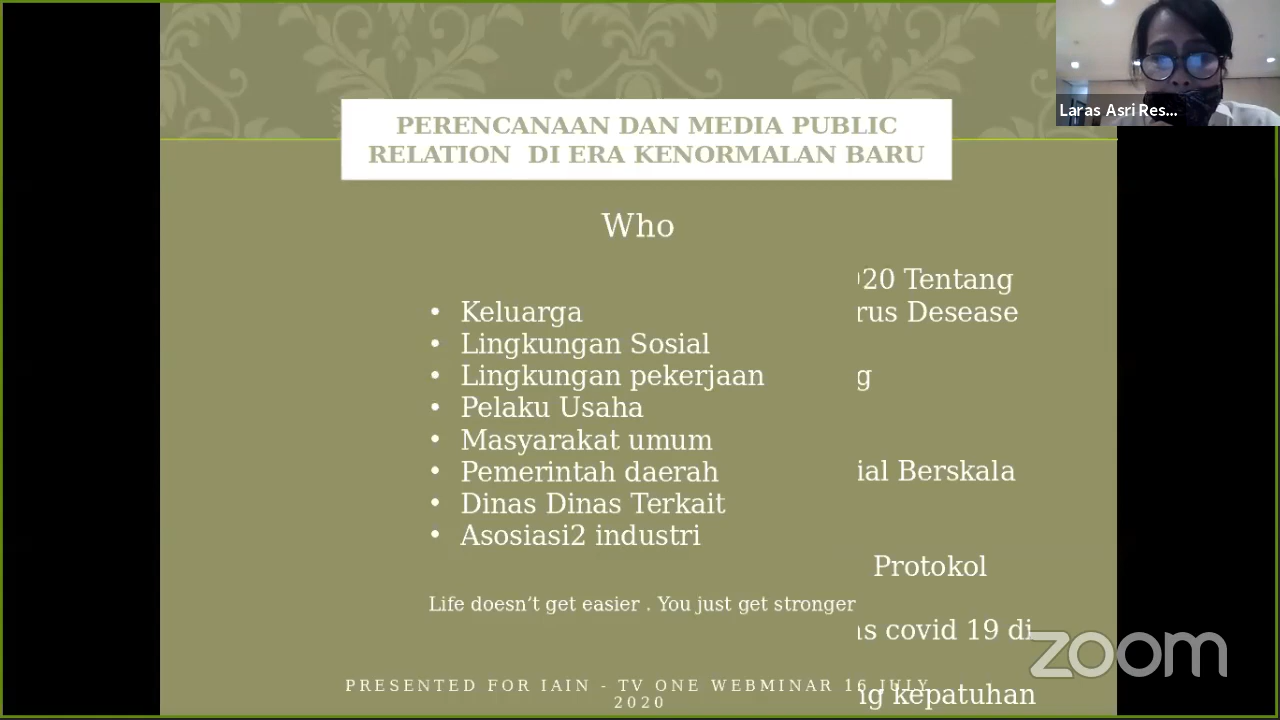 Laras Asri Res...
PERENCANAAN DAN MEDIA PUBLIC
RELATION DI ERA KENORMALAN BARU
Who
20 Tentang
• Keluarga
rus Desease
• Lingkungan Sosial
• Lingkungan pekerjaan
g
• Pelaku Usaha
• Masyarakat umum
• Pemerintah daerah
ial Berskala
• Dinas Dinas Terkait
• Asosiasi2 industri
Protokol
Life doesn’t get easier . You just get stronger
covid 19 di
zoom
PRESENTED FOR IAIN - TV ONE WEBMINAR 16 JULY
2020
kepatuhan